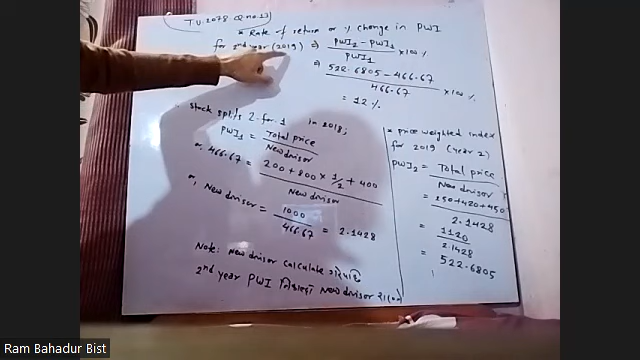 T.U. 2078 (Q.no.13)
* Rate of return or % change in PWI
for 2nd year (2019) ⇒ PWI₂ - PWI₁ / PWI₁ × 100 %
⇒ 522.6805 - 466.67 / 466.67 × 100 %
= 12 %
Stock splits 2-for 1 in 2018;
PWI₁ = Total price / New divisor
or, 466.67 = 200 + 800 × 1/2 + 400 / New divisor
or, New divisor = 1000 / 466.67 = 2.1428
Note: New divisor calculate
2nd year PWI New divisor
* Price weighted index
for 2019 (year 2)
PWI₂ = Total price / New divisor
= 250 + 420 + 450 / 2.1428
= 1120 / 2.1428
= 522.6805
Ram Bahadur Bist